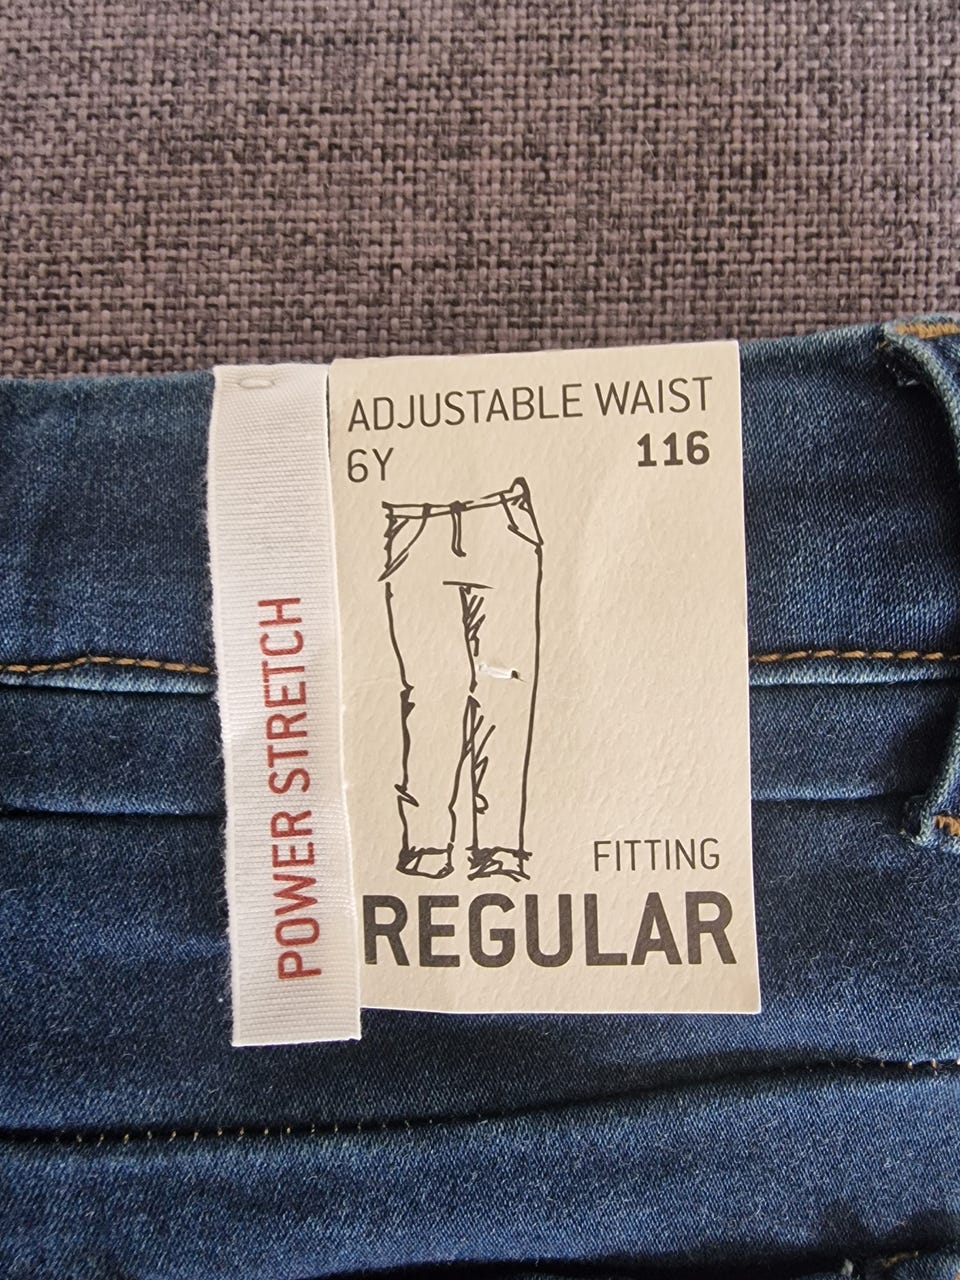 ADJUSTABLE WAIST
6Y 116
POWER STRETCH
FITTING
REGULAR